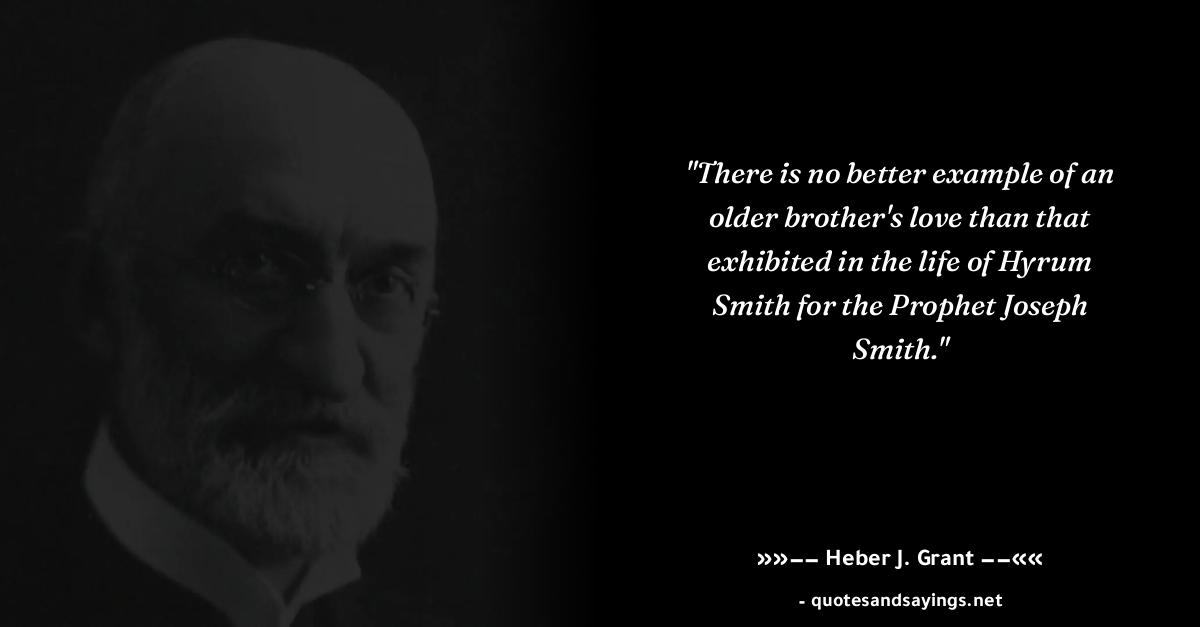 "There is no better example of an
older brother's love than that
exhibited in the life of Hyrum
Smith for the Prophet Joseph
Smith."
»»−− Heber J. Grant −−««
- quotesandsayings.net